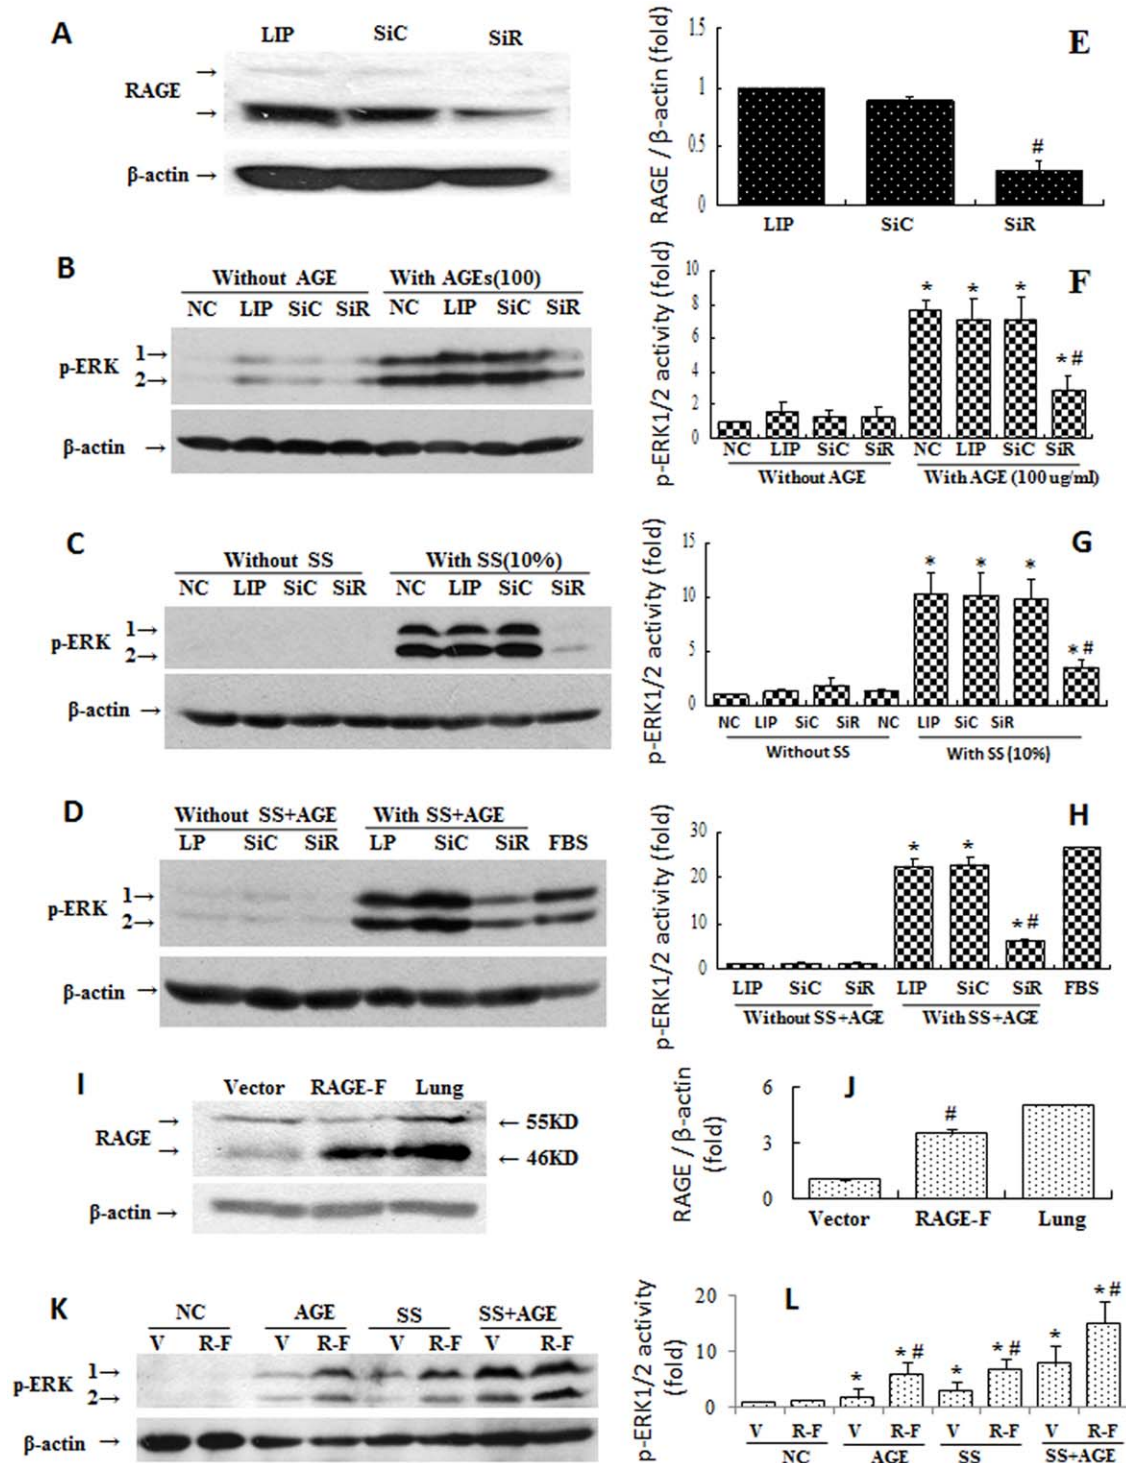 A
LIP SiC SiR
RAGE → →
β-actin →
E
RAGE / β-actin (fold)
1.5
1
0.5
0
#
LIP SiC SiR
B
Without AGE With AGEs(100)
NC LIP SiC SiR NC LIP SiC SiR
p-ERK 1→ 2→
β-actin →
F
p-ERK1/2 activity (fold)
10
8
6
4
2
0
* * * *#
NC LIP SiC SiR NC LIP SiC SiR
Without AGE With AGE (100 ug/ml)
C
Without SS With SS(10%)
NC LIP SiC SiR NC LIP SiC SiR
p-ERK 1→ 2→
β-actin →
G
p-ERK1/2 activity (fold)
15
10
5
0
* * * *#
NC LIP SiC SiR NC LIP SiC SiR
Without SS With SS (10%)
D
Without SS+AGE With SS+AGE
LP SiC SiR LP SiC SiR FBS
p-ERK 1→ 2→
β-actin →
H
p-ERK1/2 activity (fold)
30
20
10
0
* * *#
LIP SiC SiR LIP SiC SiR FBS
Without SS+AGE With SS+AGE
I
Vector RAGE-F Lung
RAGE → → ← 55KD ← 46KD
β-actin →
J
RAGE / β-actin
(fold)
6
3
0
#
Vector RAGE-F Lung
K
NC AGE SS SS+AGE
V R-F V R-F V R-F V R-F
p-ERK 1→ 2→
β-actin →
L
p-ERK1/2 activity
(fold)
20
10
0
* *# * *# * *#
V R-F V R-F V R-F V R-F
NC AGE SS SS+AGE